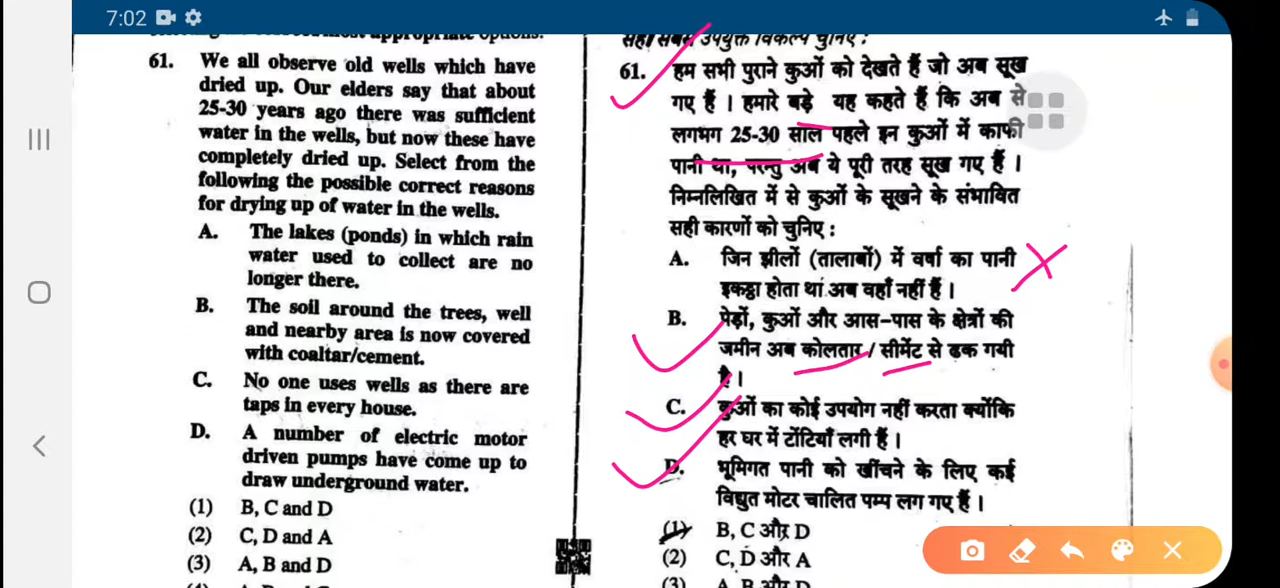 7:02
61. We all observe old wells which have
dried up. Our elders say that about
25-30 years ago there was sufficient
water in the wells, but now these have
completely dried up. Select from the
following the possible correct reasons
for drying up of water in the wells.
A. The lakes (ponds) in which rain
water used to collect are no
longer there.
B. The soil around the trees, well
and nearby area is now covered
with coaltar/cement.
C. No one uses wells as there are
taps in every house.
D. A number of electric motor
driven pumps have come up to
draw underground water.
(1) B, C and D
(2) C, D and A
(3) A, B and D
सही/सबसे उपयुक्त विकल्प चुनिए :
61. हम सभी पुराने कुओं को देखते हैं जो अब सूख
गए हैं । हमारे बड़े यह कहते हैं कि अब से
लगभग 25-30 साल पहले इन कुओं में काफी
पानी था, परन्तु अब ये पूरी तरह सूख गए हैं ।
निम्नलिखित में से कुओं के सूखने के संभावित
सही कारणों को चुनिए :
A. जिन झीलों (तालाबों) में वर्षा का पानी
इकट्ठा होता था अब वहाँ नहीं हैं ।
B. पेड़ों, कुओं और आस-पास के क्षेत्रों की
जमीन अब कोलतार / सीमेंट से ढक गयी
है ।
C. कुओं का कोई उपयोग नहीं करता क्योंकि
हर घर में टोंटियाँ लगी हैं ।
D. भूमिगत पानी को खींचने के लिए कई
विद्युत मोटर चालित पम्प लग गए हैं ।
(1) B, C और D
(2) C, D और A
(3) A, B और D